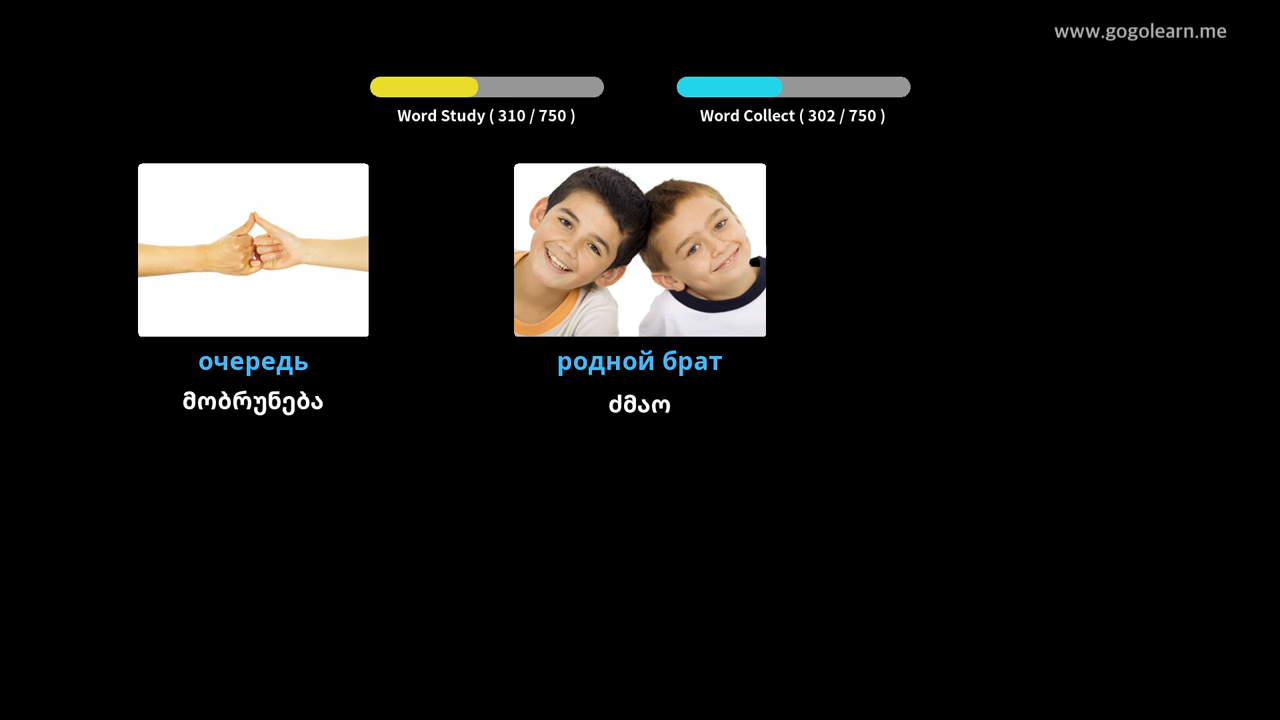 www.gogolearn.me
Word Study ( 310 / 750 )
Word Collect ( 302 / 750 )
очередь
მობრუნება
родной брат
ძმაო